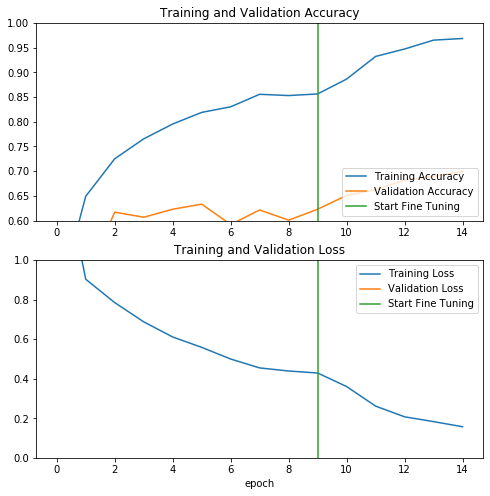 Training and Validation Accuracy
1.00
0.95
0.90
0.85
0.80
0.75
0.70
0.65
0.60
Training Accuracy
Validation Accuracy
Start Fine Tuning
0 2 4 6 8 10 12 14
Training and Validation Loss
1.0
0.8
0.6
0.4
0.2
0.0
Training Loss
Validation Loss
Start Fine Tuning
0 2 4 6 8 10 12 14
epoch